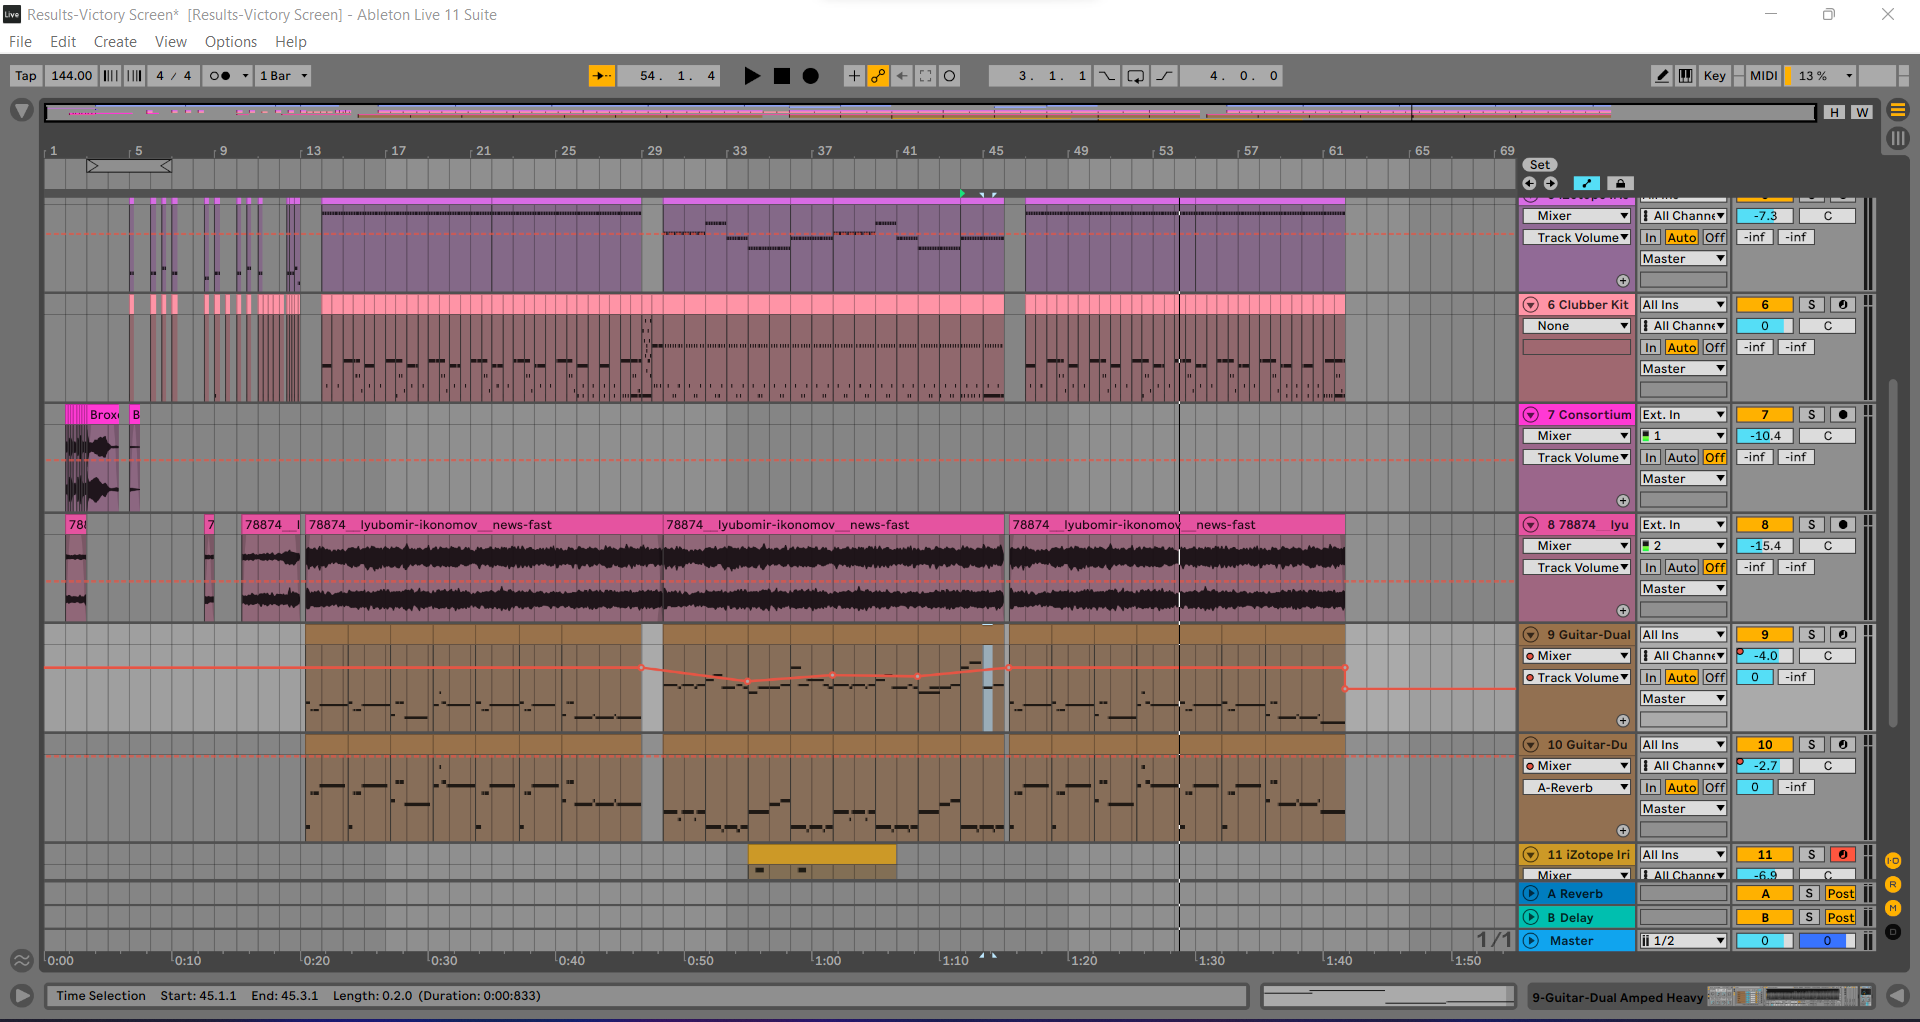 Live Results-Victory Screen* [Results-Victory Screen] - Ableton Live 11 Suite
File Edit Create View Options Help
Tap 144.00 4 / 4 1 Bar 54. 1. 4 3. 1. 1 4. 0. 0 Key MIDI 13 %
H W
1 5 9 13 17 21 25 29 33 37 41 45 49 53 57 61 65 69
Set
Mixer All Channe -7.3 C
Track Volume In Auto Off -inf -inf
Master
6 Clubber Kit All Ins 6 S
None All Channe 0 C
In Auto Off -inf -inf
Master
Brox B 7 Consortium Ext. In 7 S
Mixer 1 -10.4 C
Track Volume In Auto Off -inf -inf
Master
788 7 78874__l 78874__lyubomir-ikonomov__news-fast 78874__lyubomir-ikonomov__news-fast 78874__lyubomir-ikonomov__news-fast 8 78874__lyu Ext. In 8 S
Mixer 2 -15.4 C
Track Volume In Auto Off -inf -inf
Master
9 Guitar-Dual All Ins 9 S
Mixer All Channe -4.0 C
Track Volume In Auto Off 0 -inf
Master
10 Guitar-Du All Ins 10 S
Mixer All Channe -2.7 C
A-Reverb In Auto Off 0 -inf
Master
11 iZotope Iri All Ins 11 S
Mixer All Channe -6.9 C
I·O
A Reverb A S Post
R
B Delay B S Post
M
1/1 Master 1/2 0 0
D
0:00 0:10 0:20 0:30 0:40 0:50 1:00 1:10 1:20 1:30 1:40 1:50
Time Selection Start: 45.1.1 End: 45.3.1 Length: 0.2.0 (Duration: 0:00:833) 9-Guitar-Dual Amped Heavy